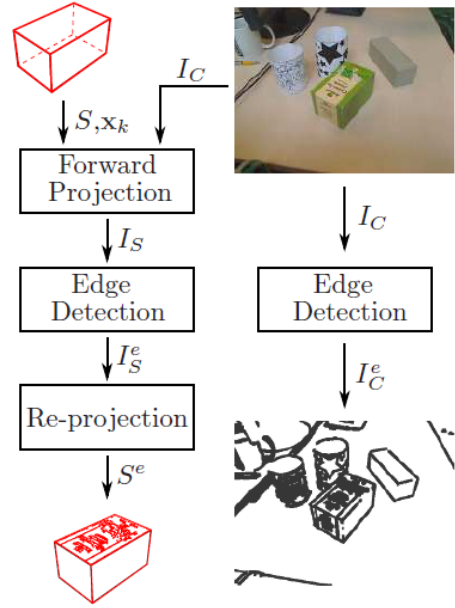 I_C
S,x_k
Forward
Projection
I_S
I_C
Edge
Detection
Edge
Detection
I_S^e
I_C^e
Re-projection
S^e